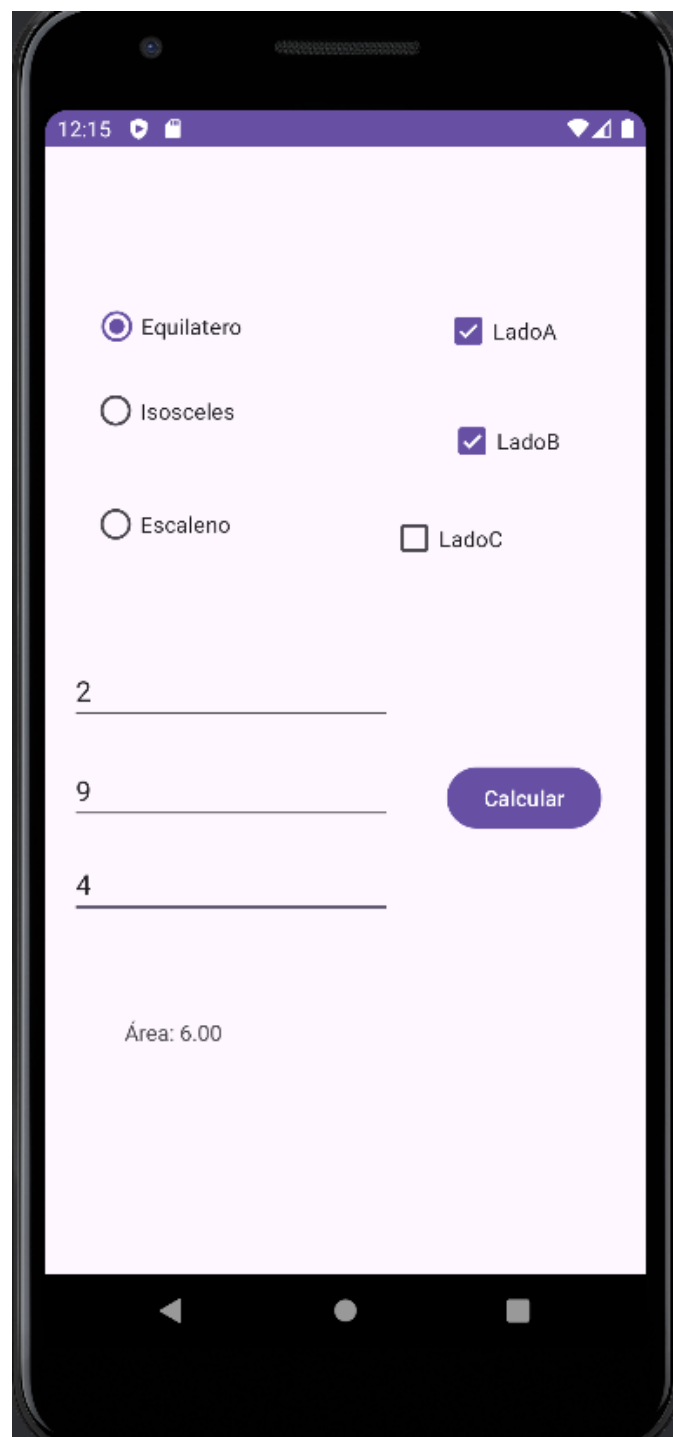 12:15
Equilatero
LadoA
Isosceles
LadoB
Escaleno
LadoC
2
9
Calcular
4
Área: 6.00